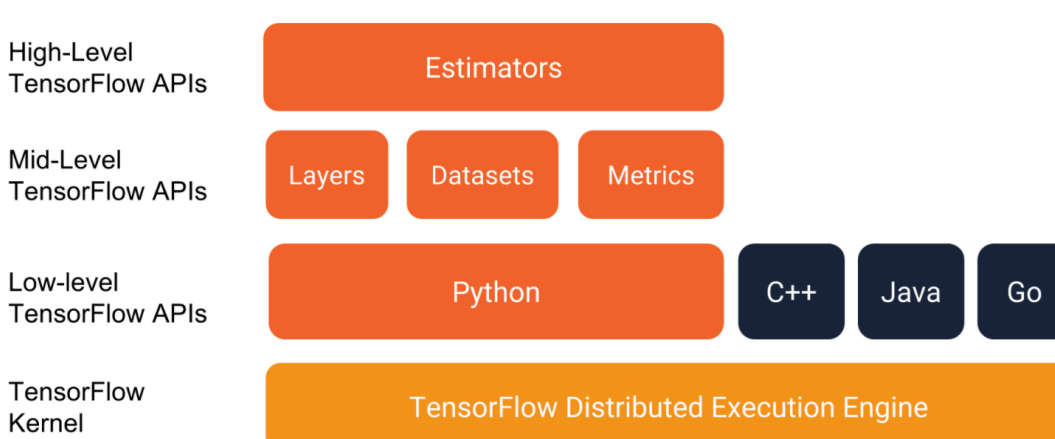 High-Level
TensorFlow APIs
Estimators
Mid-Level
TensorFlow APIs
Layers
Datasets
Metrics
Low-level
TensorFlow APIs
Python
C++
Java
Go
TensorFlow
Kernel
TensorFlow Distributed Execution Engine